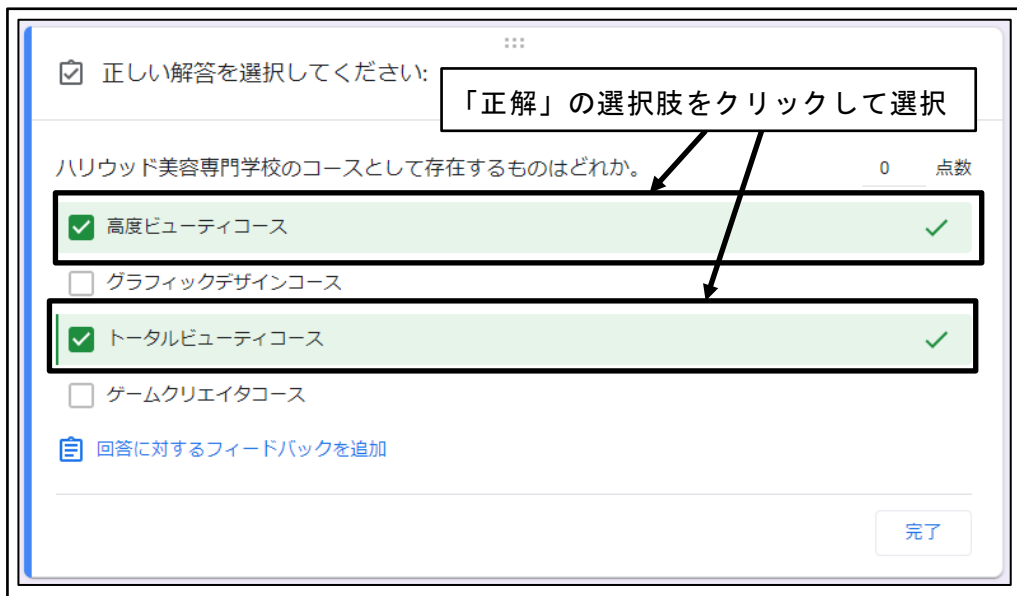 正しい解答を選択してください:
「正解」の選択肢をクリックして選択
ハリウッド美容専門学校のコースとして存在するものはどれか。 0 点数
高度ビューティコース
グラフィックデザインコース
トータルビューティコース
ゲームクリエイタコース
回答に対するフィードバックを追加
完了